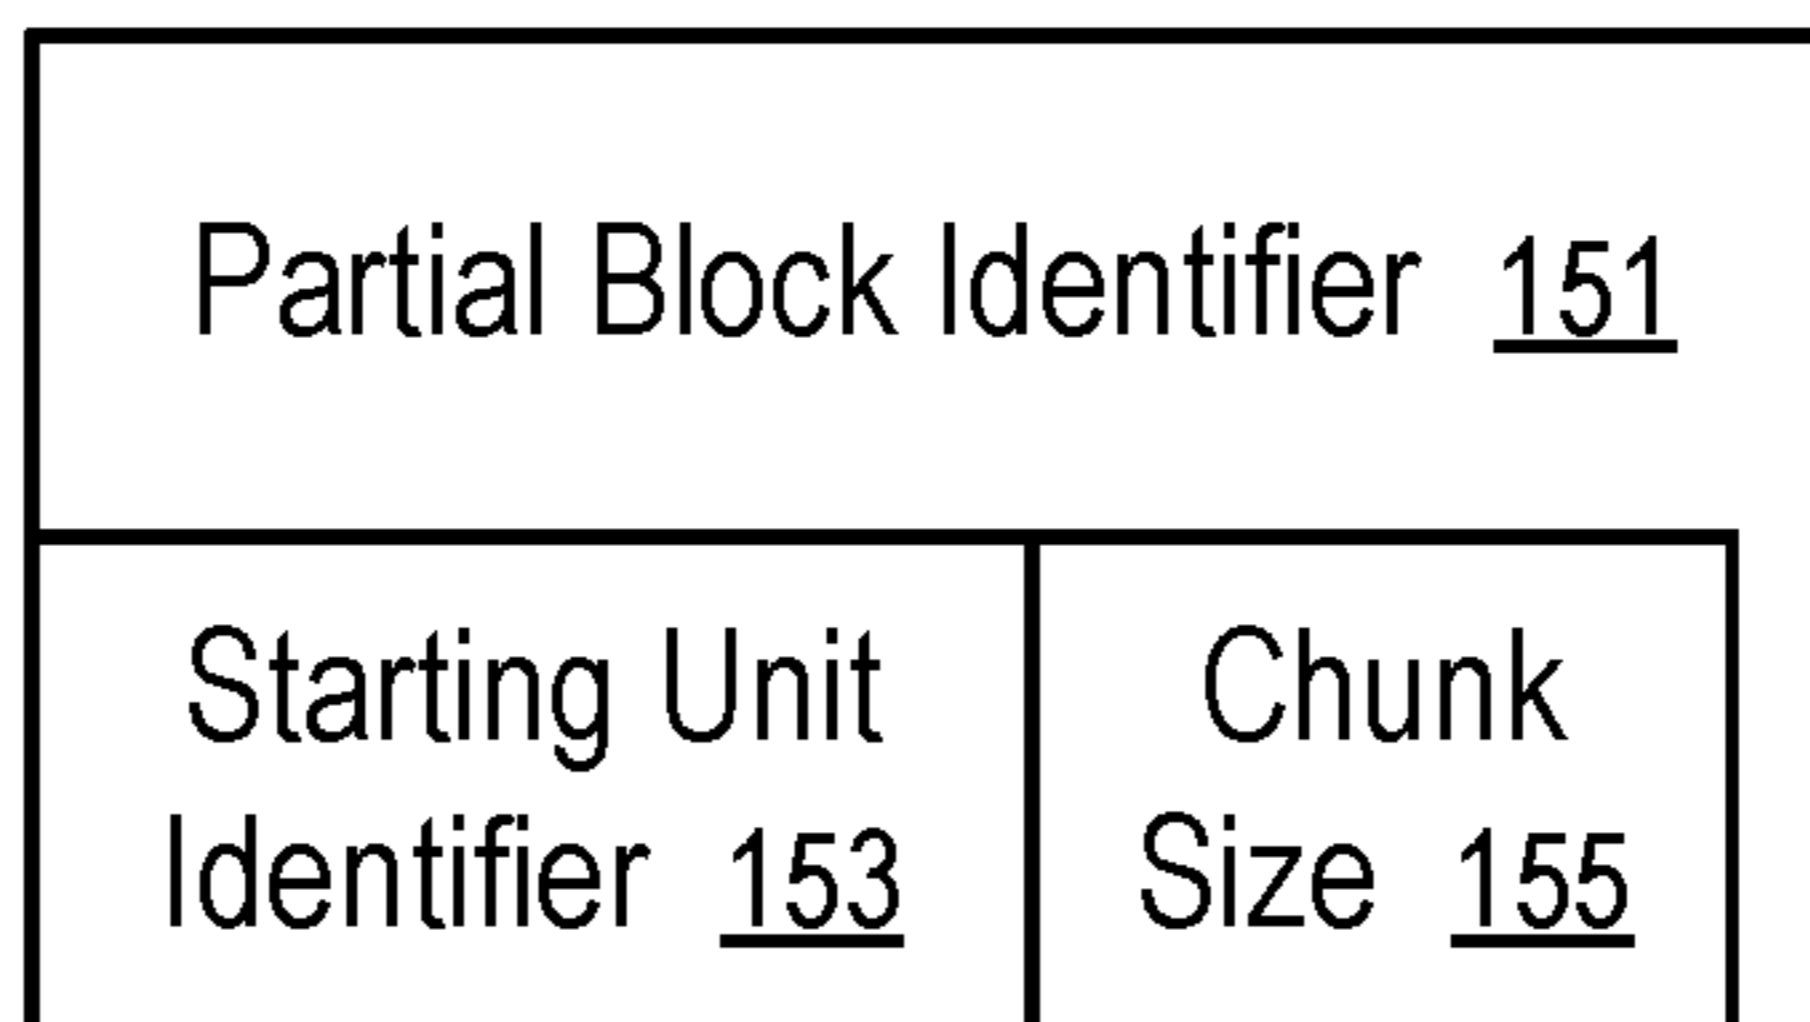 Partial Block Identifier 151
Starting Unit
Identifier 153
Chunk
Size 155